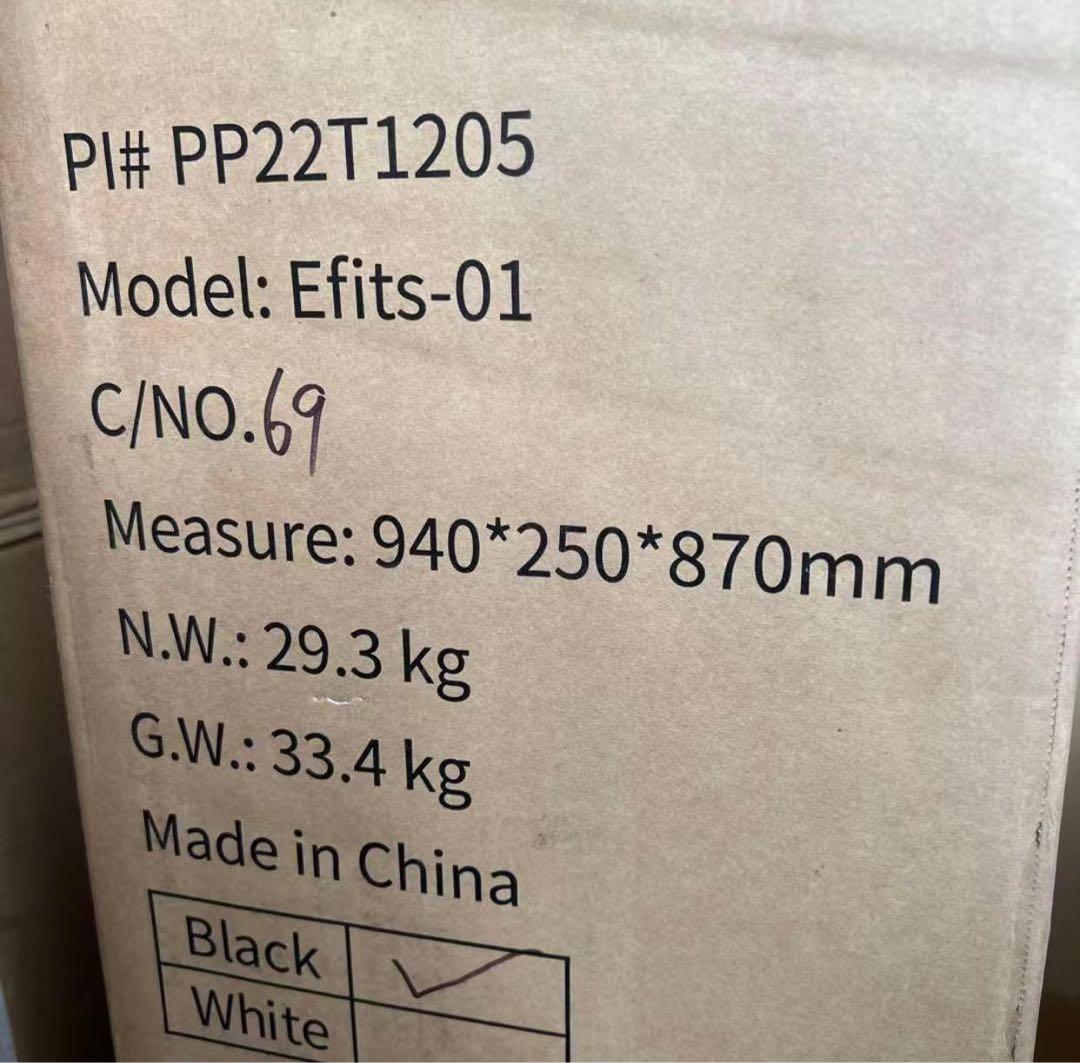 PI# PP22T1205
Model: Efits-01
C/NO.69
Measure: 940*250*870mm
N.W.: 29.3 kg
G.W.: 33.4 kg
Made in China
Black ✓
White